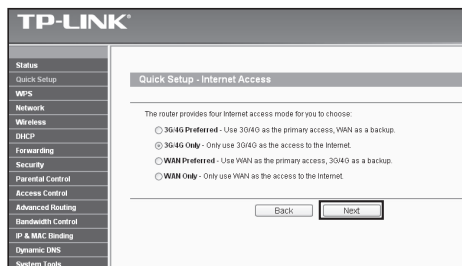 TP-LINK®
Status
Quick Setup
WPS
Network
Wireless
DHCP
Forwarding
Security
Parental Control
Access Control
Advanced Routing
Bandwidth Control
IP & MAC Binding
Dynamic DNS
System Tools
Quick Setup - Internet Access
The router provides four Internet access mode for you to choose:
3G/4G Preferred - Use 3G/4G as the primary access, WAN as a backup.
3G/4G Only - Only use 3G/4G as the access to the Internet.
WAN Preferred - Use WAN as the primary access, 3G/4G as a backup.
WAN Only - Only use WAN as the access to the Internet.
Back Next